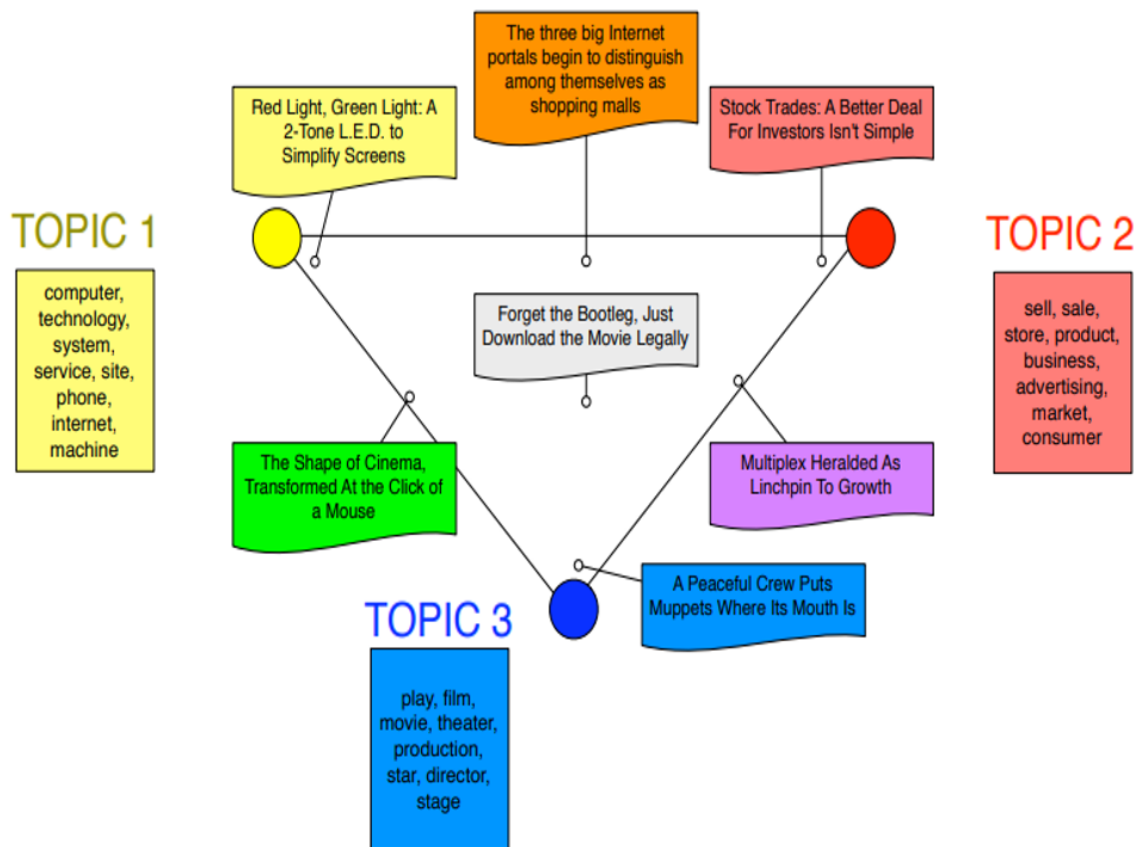 The three big Internet
portals begin to distinguish
among themselves as
shopping malls
Red Light, Green Light: A
2-Tone L.E.D. to
Simplify Screens
Stock Trades: A Better Deal
For Investors Isn't Simple
TOPIC 1
computer,
technology,
system,
service, site,
phone,
internet,
machine
TOPIC 2
sell, sale,
store, product,
business,
advertising,
market,
consumer
Forget the Bootleg, Just
Download the Movie Legally
The Shape of Cinema,
Transformed At the Click of
a Mouse
Multiplex Heralded As
Linchpin To Growth
A Peaceful Crew Puts
Muppets Where Its Mouth Is
TOPIC 3
play, film,
movie, theater,
production,
star, director,
stage